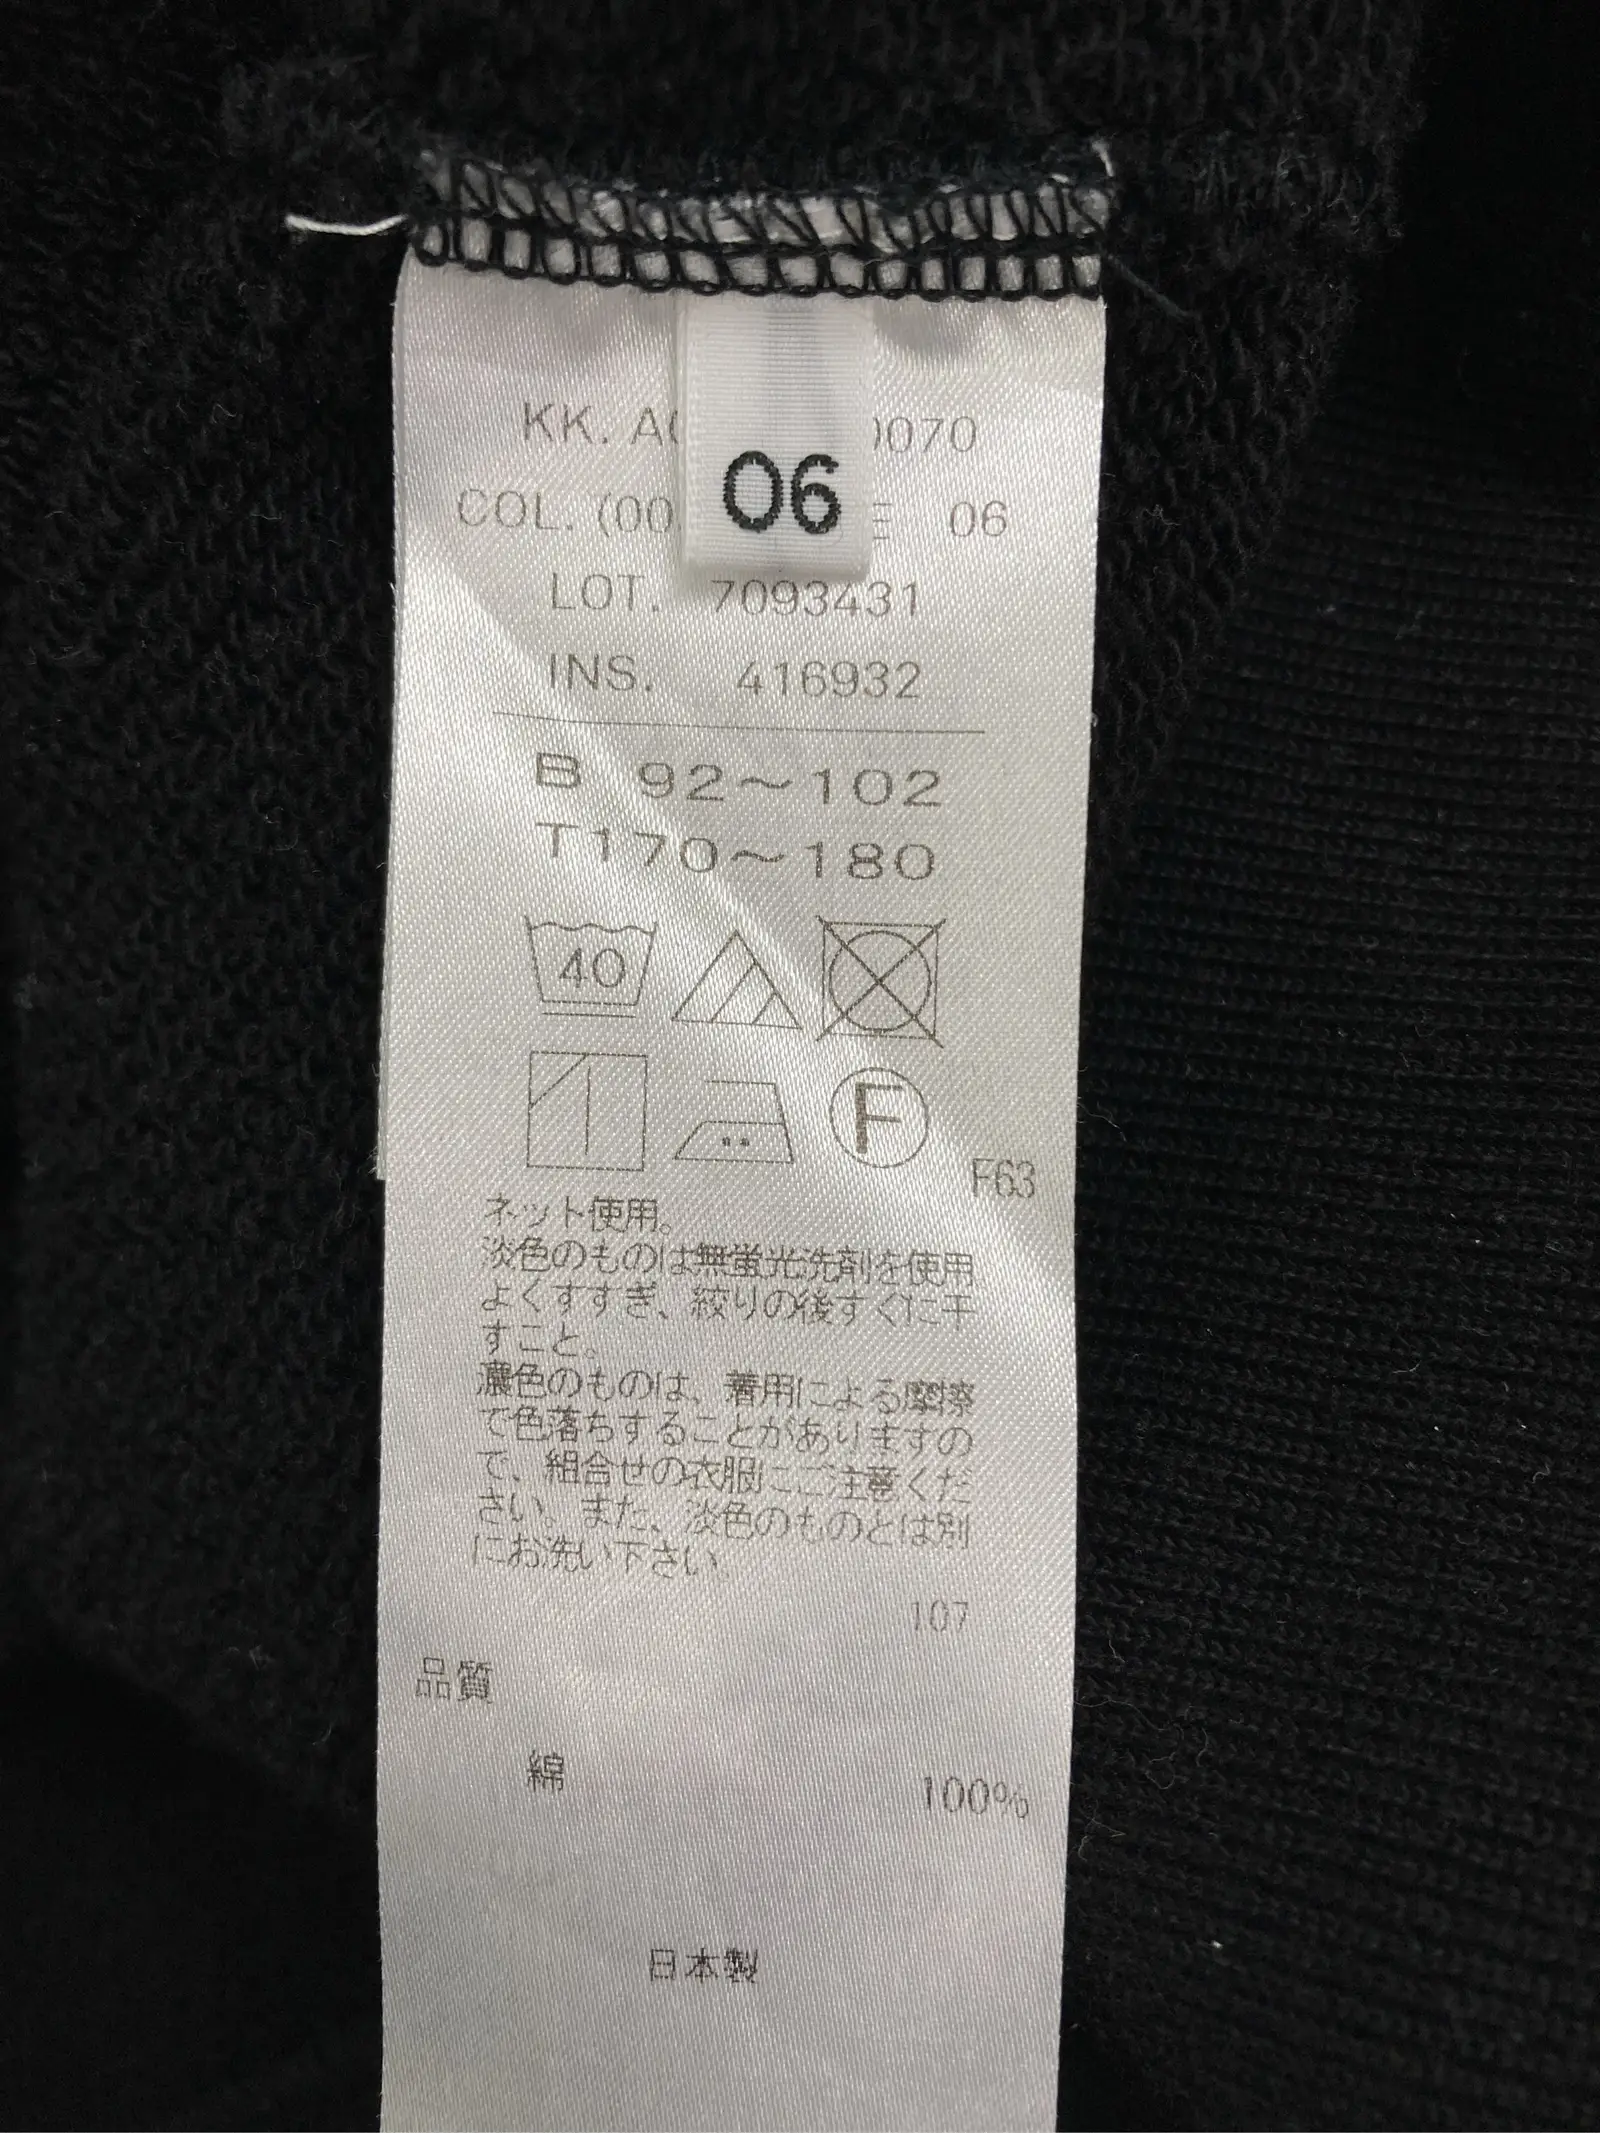 KK. A 0070
06
COL. (00 E 06
LOT. 7093431
INS. 416932
B 92〜102
T170〜180
40
F
F63
ネット使用。
淡色のものは無蛍光洗剤を使用
よくすすぎ、絞りの後すぐに干
すこと。
濃色のものは、着用による摩擦
で色落ちすることがありますの
で、組合せの衣服にご注意くだ
さい。また、淡色のものとは別
にお洗い下さい
107
品質
綿 100%
日本製